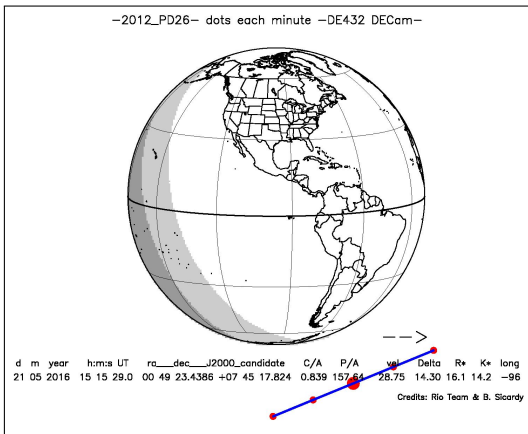 -2012_PD26- dots each minute -DE432 DECam-
d m year h:m:s UT ra___dec___J2000_candidate C/A P/A vel Delta R* K* long
21 05 2016 15 15 29.0 00 49 23.4386 +07 45 17.824 0.839 157.64 28.75 14.30 16.1 14.2 -96
Credits: Rio Team & B. Sicardy